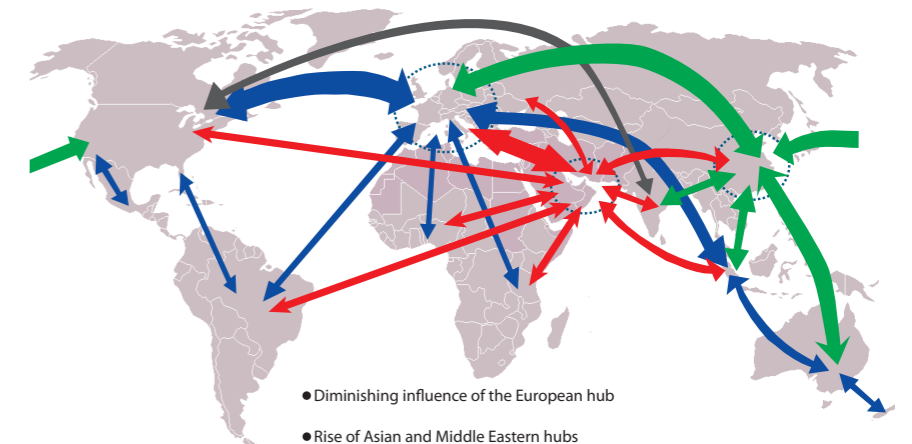 ● Diminishing influence of the European hub
● Rise of Asian and Middle Eastern hubs